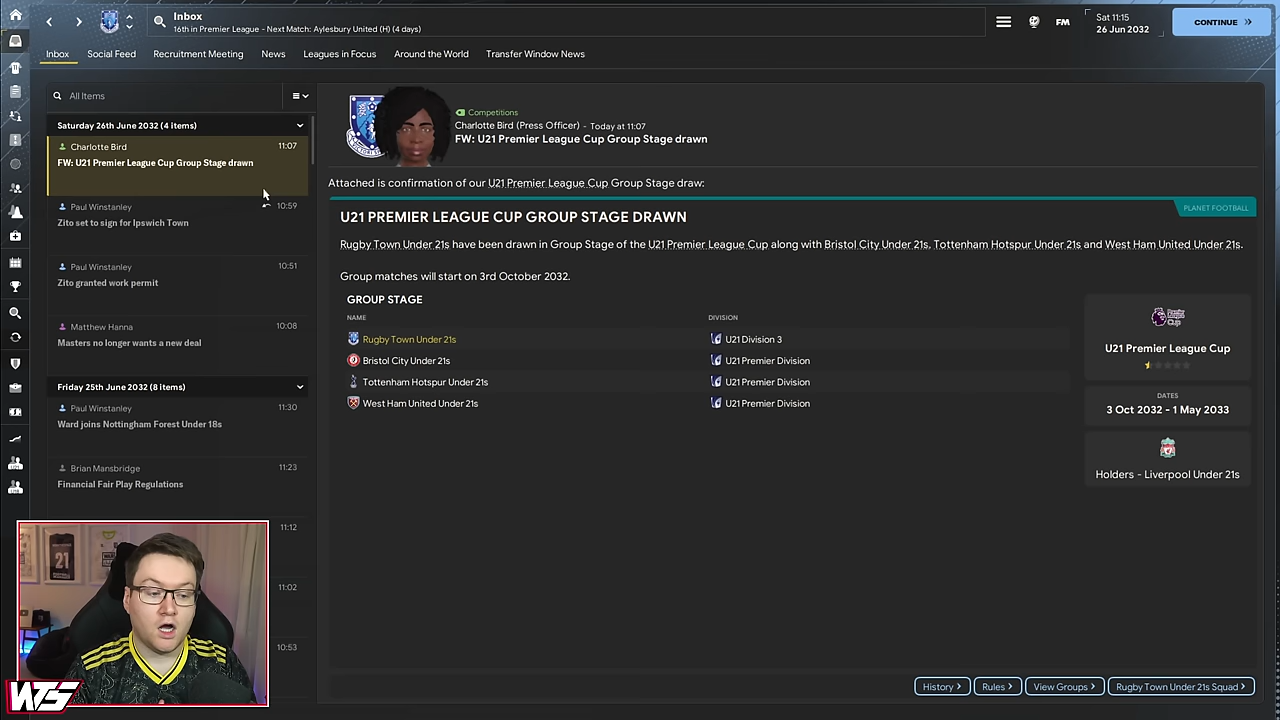 Inbox
16th in Premier League - Next Match: Aylesbury United (H) (4 days)
FM
Sat 11:15
26 Jun 2032
CONTINUE
Inbox
Social Feed
Recruitment Meeting
News
Leagues in Focus
Around the World
Transfer Window News
All Items
Saturday 26th June 2032 (4 items)
Charlotte Bird
11:07
FW: U21 Premier League Cup Group Stage drawn
Paul Winstanley
10:59
Zito set to sign for Ipswich Town
Paul Winstanley
10:51
Zito granted work permit
Matthew Hanna
10:08
Masters no longer wants a new deal
Friday 25th June 2032 (8 items)
Paul Winstanley
11:30
Ward joins Nottingham Forest Under 18s
Brian Mansbridge
11:23
Financial Fair Play Regulations
11:12
11:02
10:53
Competitions
Charlotte Bird (Press Officer) - Today at 11:07
FW: U21 Premier League Cup Group Stage drawn
Attached is confirmation of our U21 Premier League Cup Group Stage draw:
PLANET FOOTBALL
U21 PREMIER LEAGUE CUP GROUP STAGE DRAWN
Rugby Town Under 21s have been drawn in Group Stage of the U21 Premier League Cup along with Bristol City Under 21s, Tottenham Hotspur Under 21s and West Ham United Under 21s.
Group matches will start on 3rd October 2032.
GROUP STAGE
NAME
DIVISION
Rugby Town Under 21s
U21 Division 3
Bristol City Under 21s
U21 Premier Division
Tottenham Hotspur Under 21s
U21 Premier Division
West Ham United Under 21s
U21 Premier Division
U21 Premier League Cup
DATES
3 Oct 2032 - 1 May 2033
Holders - Liverpool Under 21s
History
Rules
View Groups
Rugby Town Under 21s Squad
21
WTS